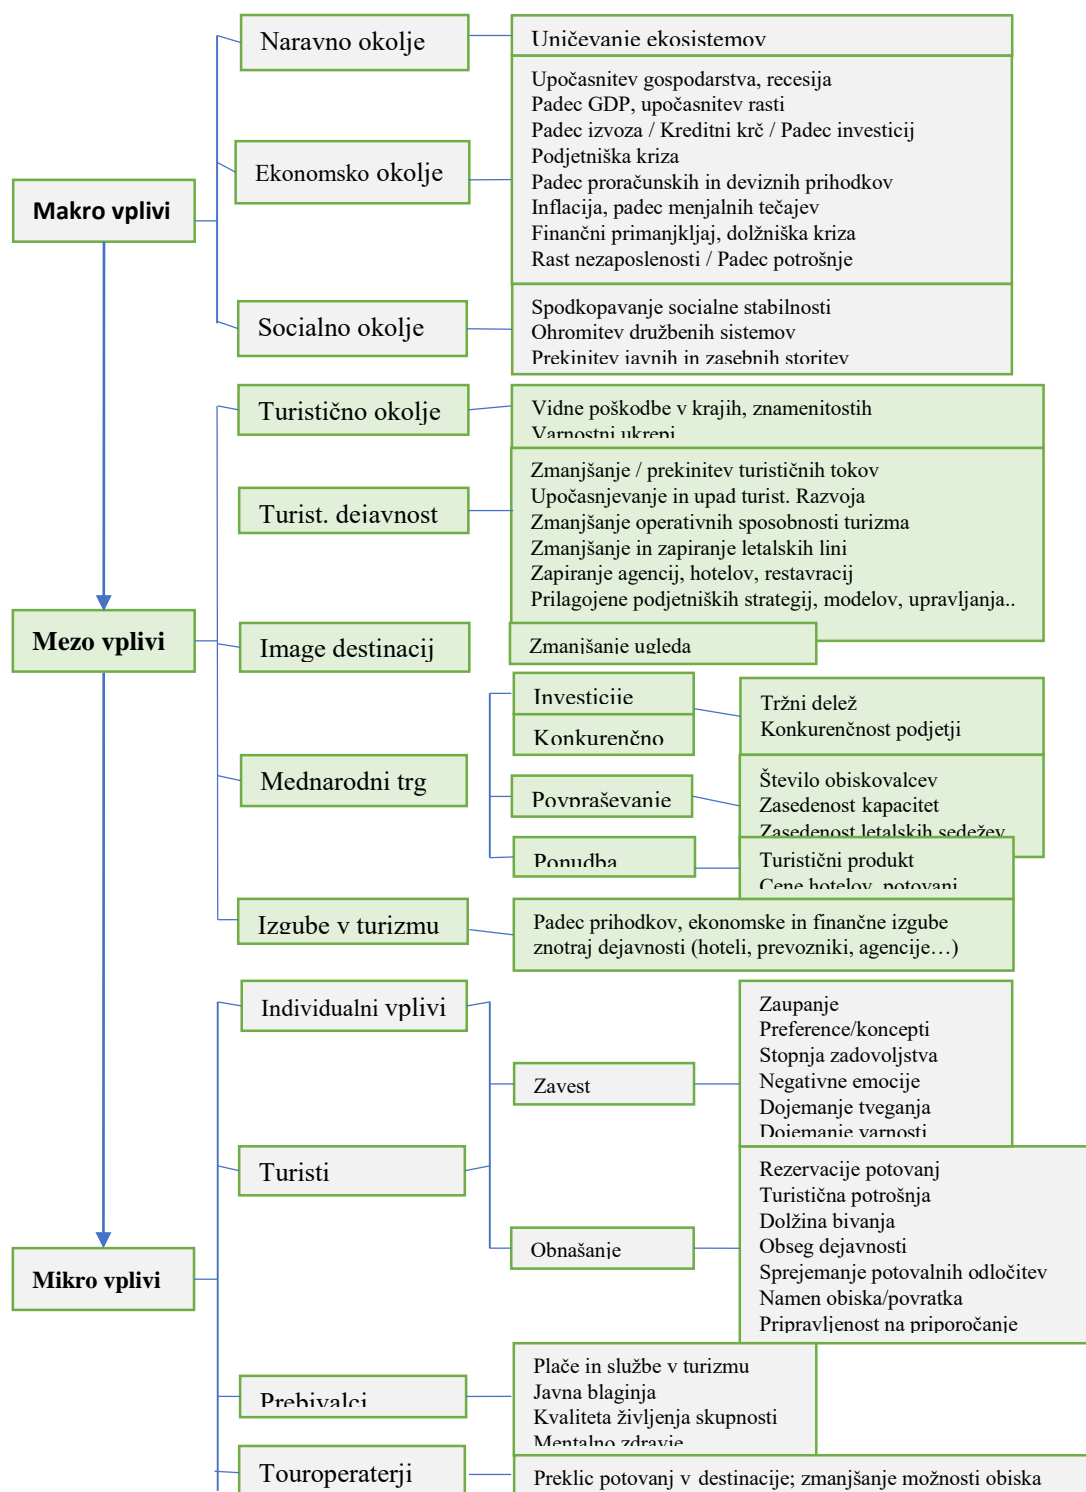 Makro vplivi
Naravno okolje
Uničevanje ekosistemov
Ekonomsko okolje
Upočasnitev gospodarstva, recesija
Padec GDP, upočasnitev rasti
Padec izvoza / Kreditni krč / Padec investicij
Podjetniška kriza
Padec proračunskih in deviznih prihodkov
Inflacija, padec menjalnih tečajev
Finančni primanjkljaj, dolžniška kriza
Rast nezaposlenosti / Padec potrošnje
Socialno okolje
Spodkopavanje socialne stabilnosti
Ohromitev družbenih sistemov
Prekinitev javnih in zasebnih storitev
Mezo vplivi
Turistično okolje
Vidne poškodbe v krajih, znamenitostih
Varnostni ukrepi
Turist. dejavnost
Zmanjšanje / prekinitev turističnih tokov
Upočasnjevanje in upad turist. Razvoja
Zmanjšanje operativnih sposobnosti turizma
Zmanjšanje in zapiranje letalskih lini
Zapiranje agencij, hotelov, restavracij
Prilagojene podjetniških strategij, modelov, upravljanja..
Image destinacij
Zmanjšanje ugleda
Mednarodni trg
Investicije
Konkurenčno
Tržni delež
Konkurenčnost podjetji
Povpraševanje
Število obiskovalcev
Zasedenost kapacitet
Zasedenost letalskih sedežev
Ponudba
Turistični produkt
Cene hotelov, potovanj
Izgube v turizmu
Padec prihodkov, ekonomske in finančne izgube
znotraj dejavnosti (hoteli, prevozniki, agencije…)
Mikro vplivi
Individualni vplivi
Turisti
Zavest
Zaupanje
Preference/koncepti
Stopnja zadovoljstva
Negativne emocije
Dojemanje tveganja
Dojemanje varnosti
Obnašanje
Rezervacije potovanj
Turistična potrošnja
Dolžina bivanja
Obseg dejavnosti
Sprejemanje potovalnih odločitev
Namen obiska/povratka
Pripravljenost na priporočanje
Prebivalci
Plače in službe v turizmu
Javna blaginja
Kvaliteta življenja skupnosti
Mentalno zdravje
Touroperaterji
Preklic potovanj v destinacije; zmanjšanje možnosti obiska